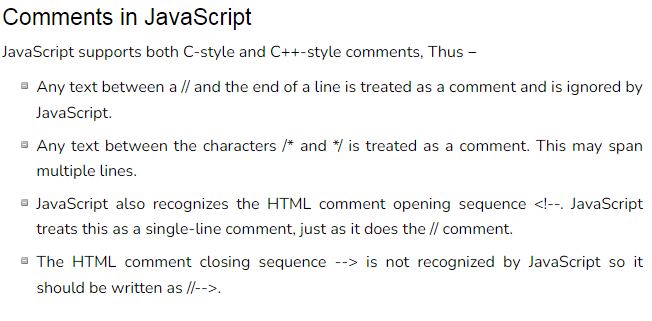 Comments in JavaScript
JavaScript supports both C-style and C++-style comments, Thus −
Any text between a // and the end of a line is treated as a comment and is ignored by
JavaScript.
Any text between the characters /* and */ is treated as a comment. This may span
multiple lines.
JavaScript also recognizes the HTML comment opening sequence <!--. JavaScript
treats this as a single-line comment, just as it does the // comment.
The HTML comment closing sequence --> is not recognized by JavaScript so it
should be written as //-->.